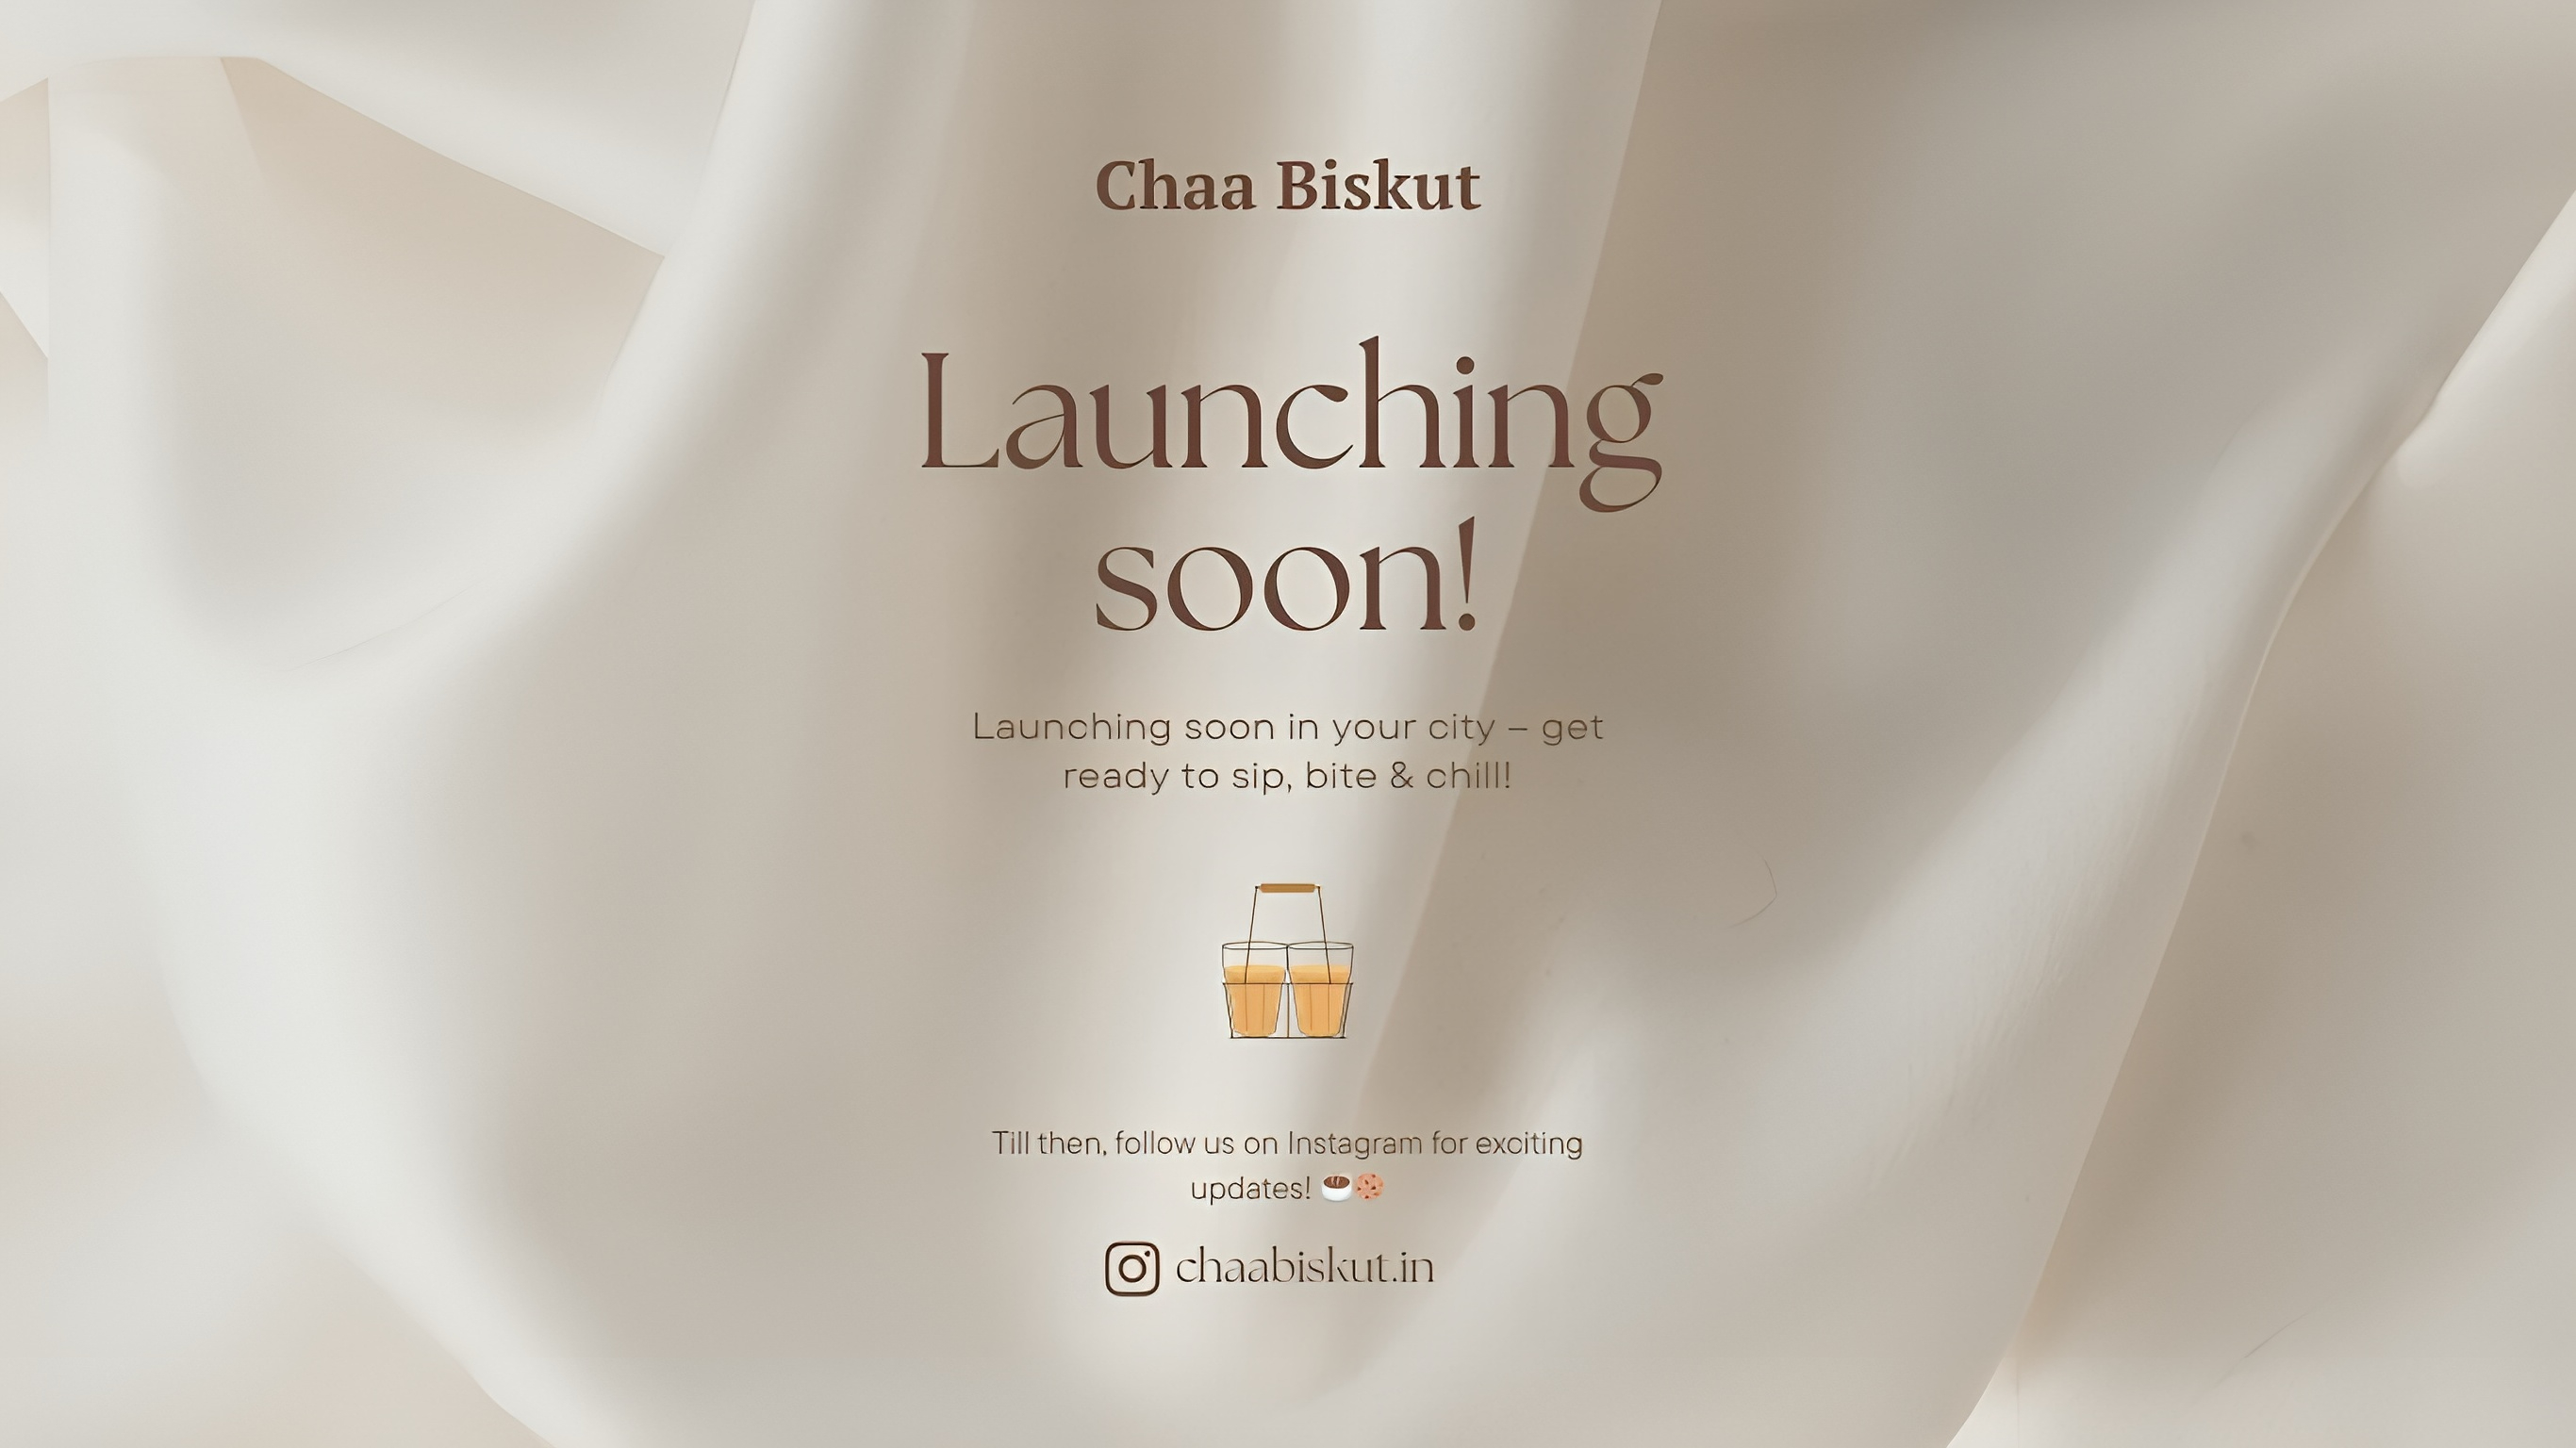 Chaa Biskut
Launching
soon!
Launching soon in your city – get
ready to sip, bite & chill!
Till then, follow us on Instagram for exciting
updates! ☕🍪
chaabiskut.in